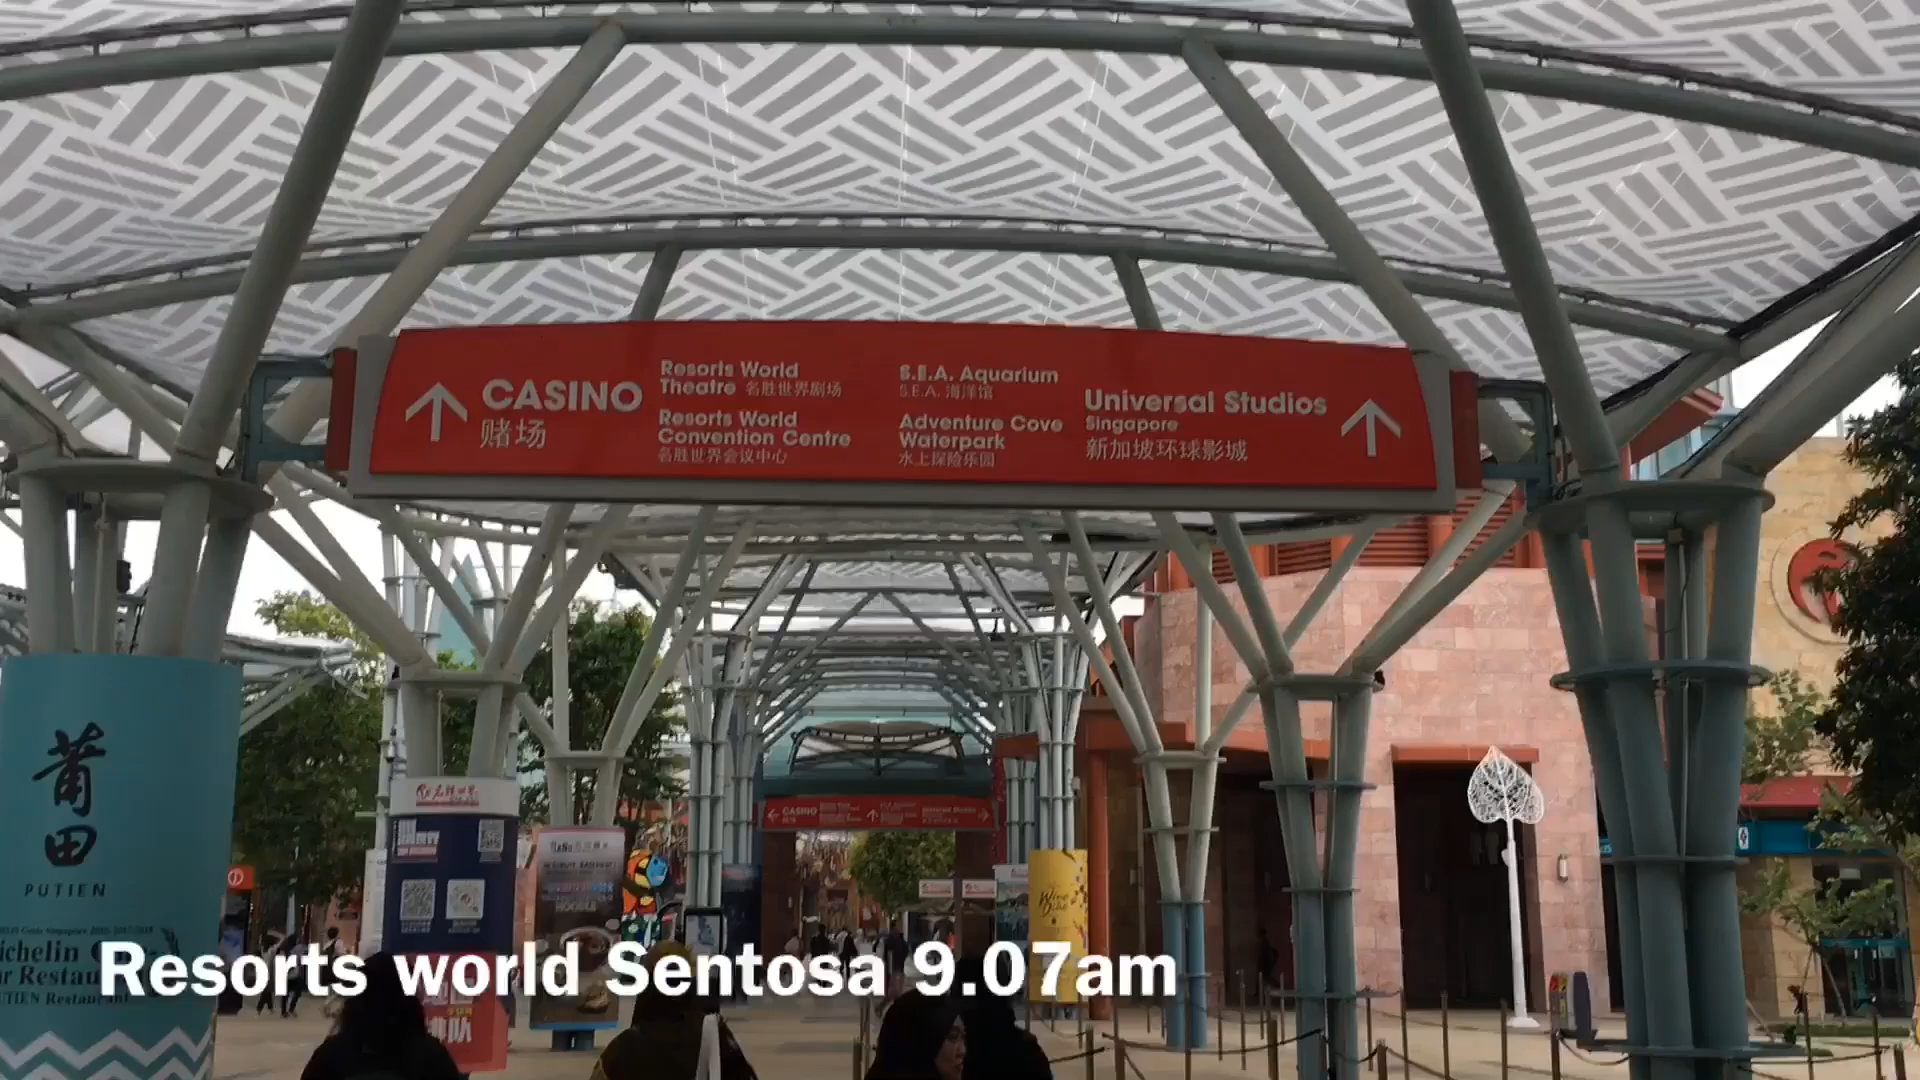 CASINO
赌场
Resorts World
Theatre 名胜世界剧场
Resorts World
Convention Centre
名胜世界会议中心
S.E.A. Aquarium
S.E.A. 海洋馆
Adventure Cove
Waterpark
水上探险乐园
Universal Studios
Singapore
新加坡环球影城
莆
田
PUTIEN
CASINO
Resorts world Sentosa 9.07am